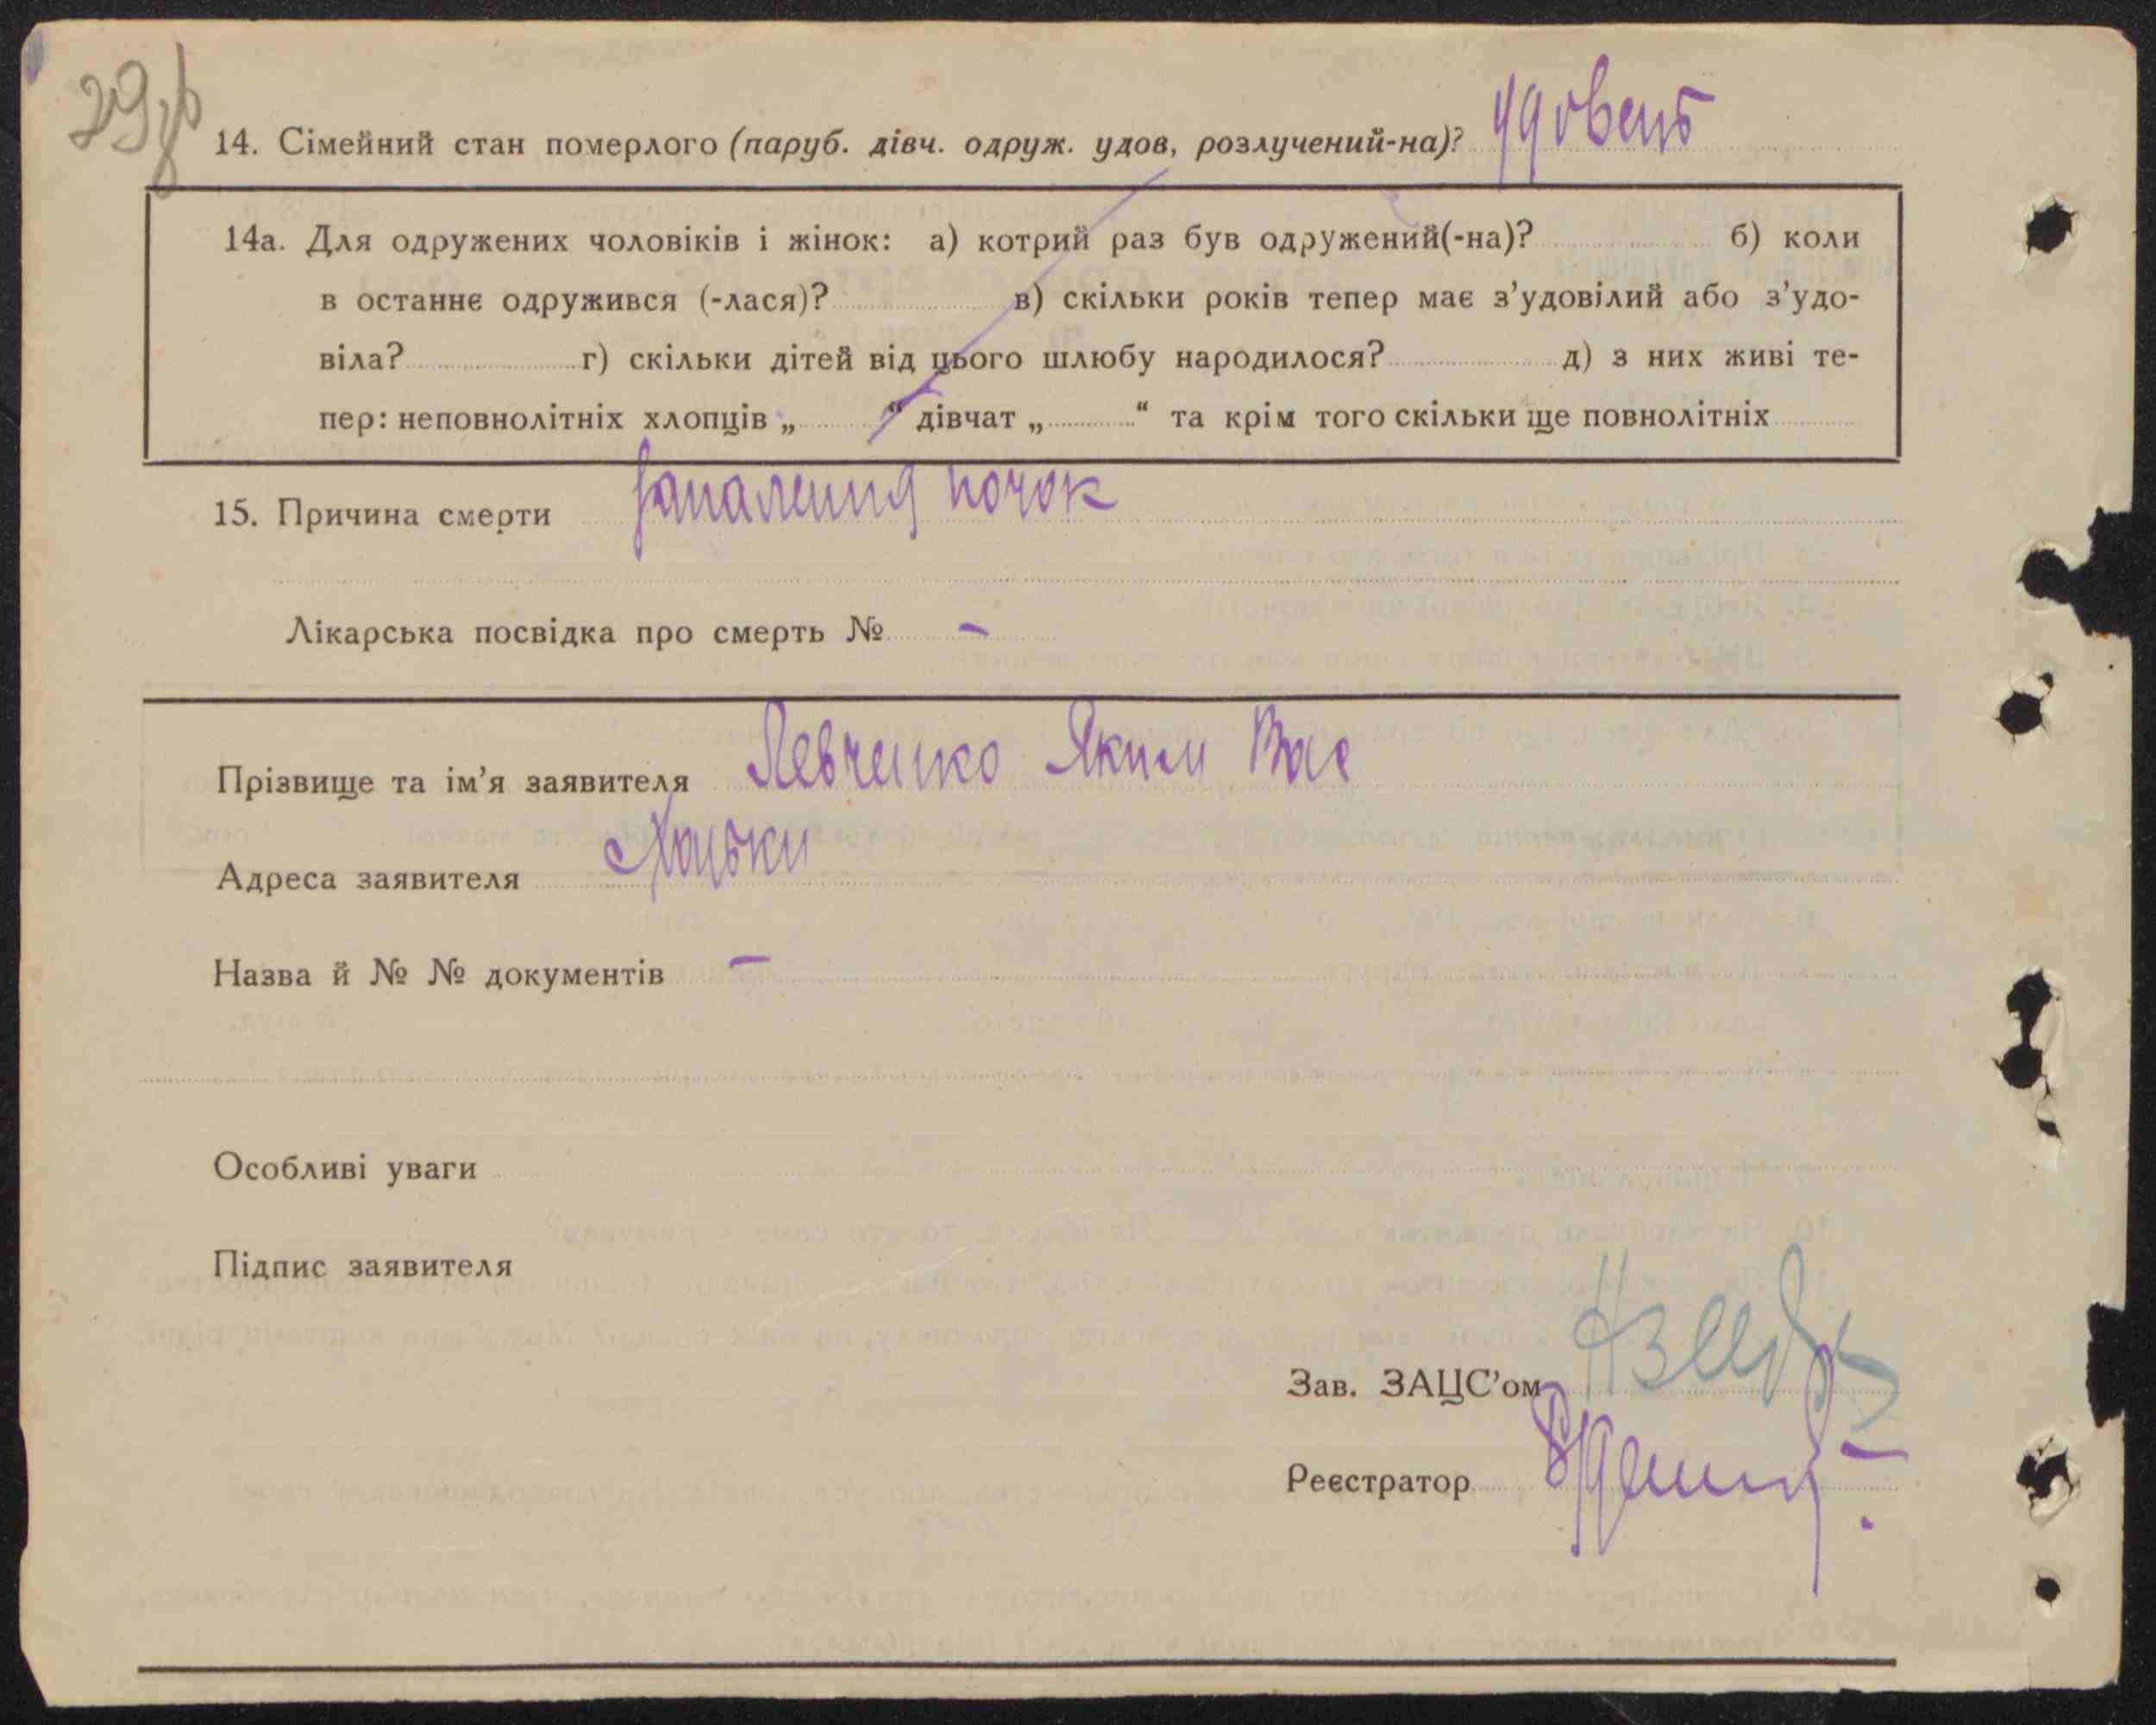 29зв
14. Сімейний стан померлого (паруб. дівч. одруж. удов, розлучений-на)? удовець
14а. Для одружених чоловіків і жінок: а) котрий раз був одружений(-на)? б) коли
в останнє одружився (-лася)? в) скільки років тепер має з’удовілий або з’удо-
віла? г) скільки дітей від цього шлюбу народилося? д) з них живі те-
пер: неповнолітніх хлопців „ “ дівчат „ “ та крім того скільки ще повнолітніх
15. Причина смерти запалення почок
Лікарська посвідка про смерть № –
Прізвище та ім’я заявителя Левченко Яким Вас
Адреса заявителя Хоньки
Назва й № № документів –
Особливі уваги
Підпис заявителя
Зав. ЗАЦС’ом
Реєстратор